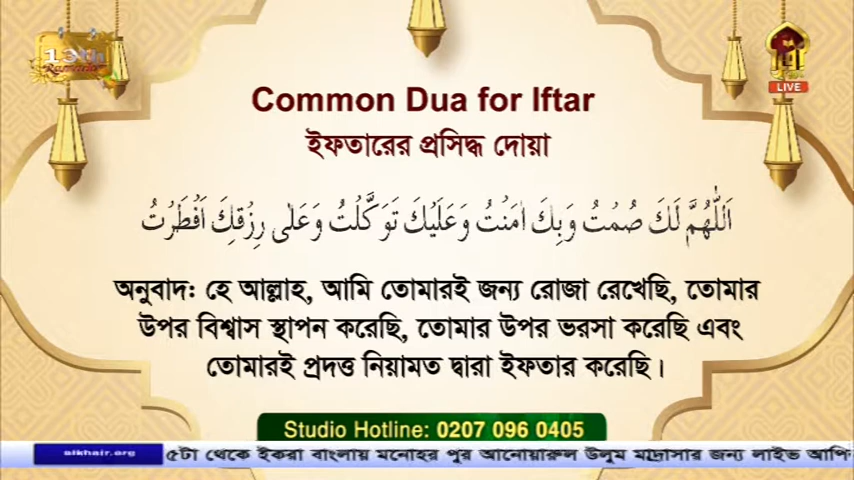 13th
Ramadan
LIVE
Common Dua for Iftar
ইফতারের প্রসিদ্ধ দোয়া
اَللّٰهُمَّ لَكَ صُمْتُ وَبِكَ اٰمَنْتُ وَعَلَيْكَ تَوَكَّلْتُ وَعَلٰى رِزْقِكَ اَفْطَرْتُ
অনুবাদ: হে আল্লাহ, আমি তোমারই জন্য রোজা রেখেছি, তোমার
উপর বিশ্বাস স্থাপন করেছি, তোমার উপর ভরসা করেছি এবং
তোমারই প্রদত্ত নিয়ামত দ্বারা ইফতার করেছি।
Studio Hotline: 0207 096 0405
alkhair.org ৫টা থেকে ইকরা বাংলায় মনোহর পুর আনোয়ারুল উলুম মাদ্রাসার জন্য লাইভ আপি